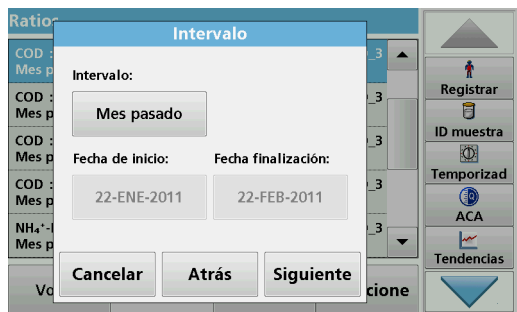 Ratios
Intervalo
COD :
Mes p
_3
Intervalo:
Mes pasado
COD :
Mes p
_3
COD :
Mes p
_3
Fecha de inicio:
Fecha finalización:
COD :
Mes p
_3
22-ENE-2011
22-FEB-2011
NH₄⁺-
Mes p
_3
Cancelar
Atrás
Siguiente
Vo
cione
Registrar
ID muestra
Temporizad
ACA
Tendencias